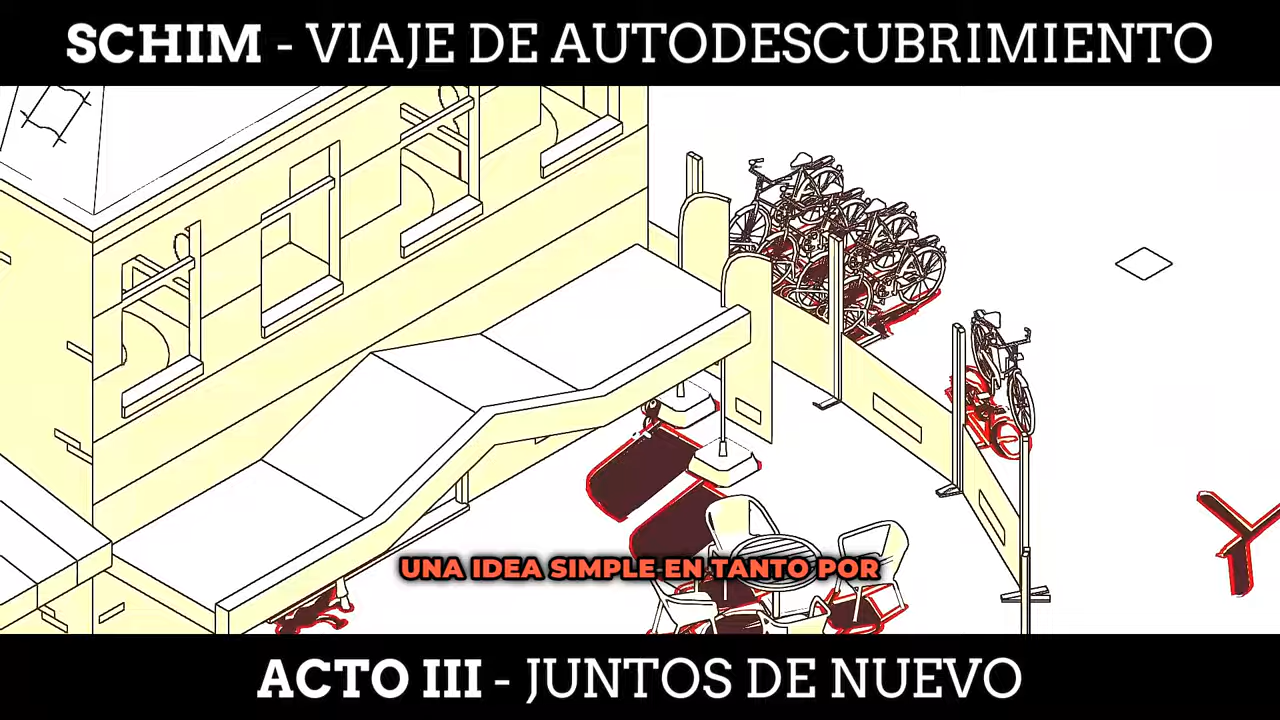 SCHIM - VIAJE DE AUTODESCUBRIMIENTO
UNA IDEA SIMPLE EN TANTO POR
ACTO III - JUNTOS DE NUEVO